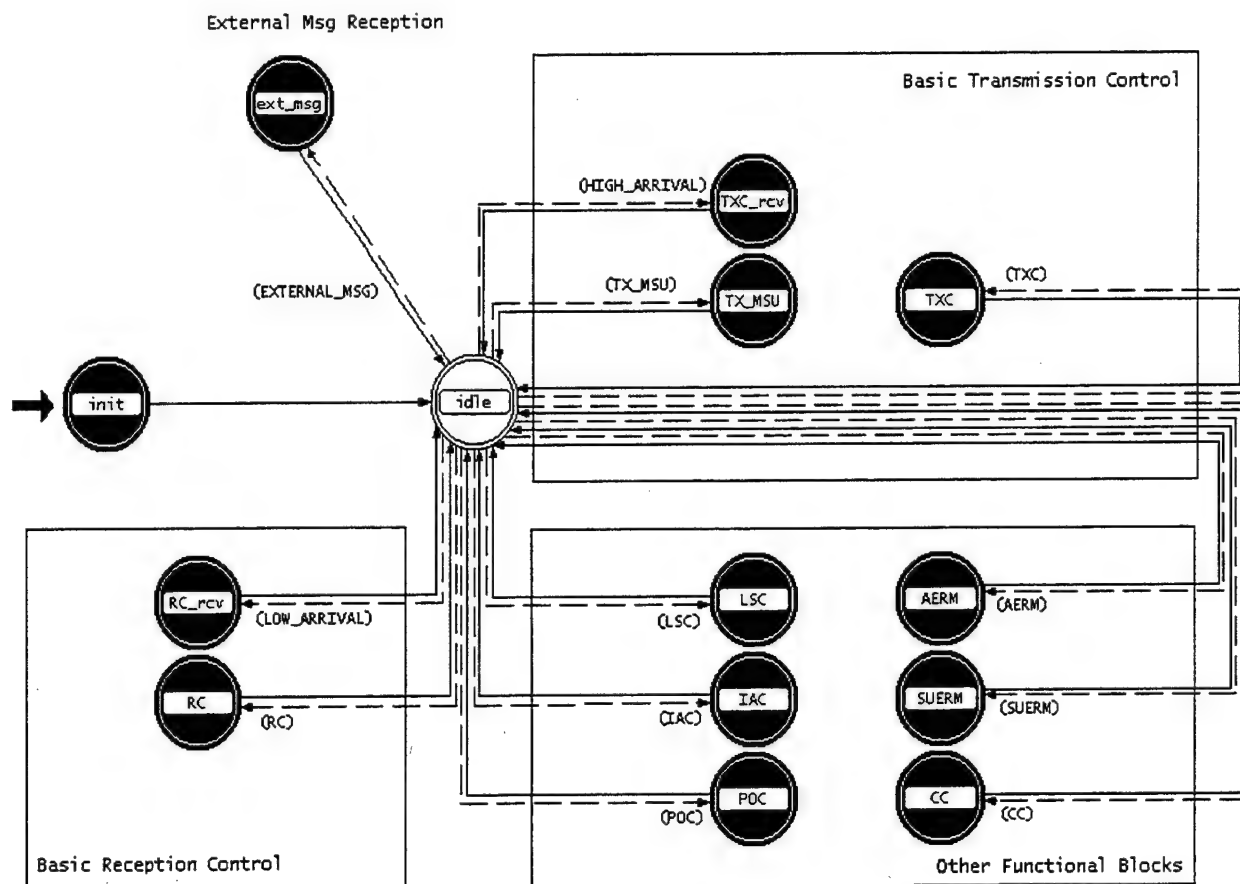 External Msg Reception
ext_msg
Basic Transmission Control
(HIGH_ARRIVAL)
TXC_rcv
(EXTERNAL_MSG)
(TX_MSU)
TX_MSU
TXC
(TXC)
init
idle
RC_rcv
(LOW_ARRIVAL)
RC
(RC)
Basic Reception Control
LSC
(LSC)
AERM
(AERM)
IAC
(IAC)
SUERM
(SUERM)
POC
(POC)
CC
(CC)
Other Functional Blocks